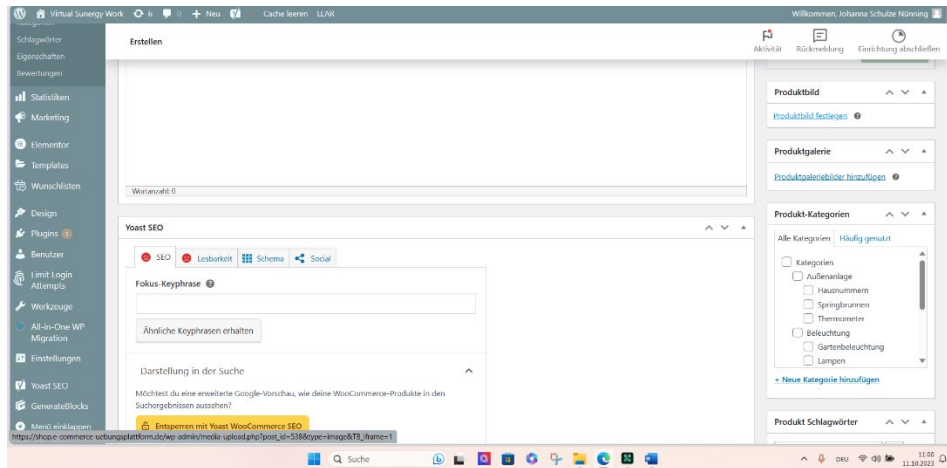 Virtual Sunergy Work 6 0 + Neu Cache leeren LLAR Willkommen, Johanna Schulze Nünning
Kategorien
Schlagwörter
Eigenschaften
Bewertungen
Statistiken
Marketing
Elementor
Templates
Wunschlisten
Design
Plugins 1
Benutzer
Limit Login
Attempts
Werkzeuge
All-in-One WP
Migration
Einstellungen
Yoast SEO
GenerateBlocks
Menü einklappen
Erstellen
Aktivität Rückmeldung Einrichtung abschließen
Wortanzahl: 0
Yoast SEO
SEO Lesbarkeit Schema Social
Fokus-Keyphrase
Ähnliche Keyphrasen erhalten
Darstellung in der Suche
Möchtest du eine erweiterte Google-Vorschau, wie deine WooCommerce-Produkte in den
Suchergebnissen aussehen?
Entsperren mit Yoast WooCommerce SEO
Produktbild
Produktbild festlegen
Produktgalerie
Produktgaleriebilder hinzufügen
Produkt-Kategorien
Alle Kategorien Häufig genutzt
Kategorien
Außenanlage
Hausnummern
Springbrunnen
Thermometer
Beleuchtung
Gartenbeleuchtung
Lampen
+ Neue Kategorie hinzufügen
Produkt Schlagwörter
https://shop.e-commerce-uebungsplattform.de/wp-admin/media-upload.php?post_id=538&type=image&TB_iframe=1
Suche
DEU
11:00
11.10.2023